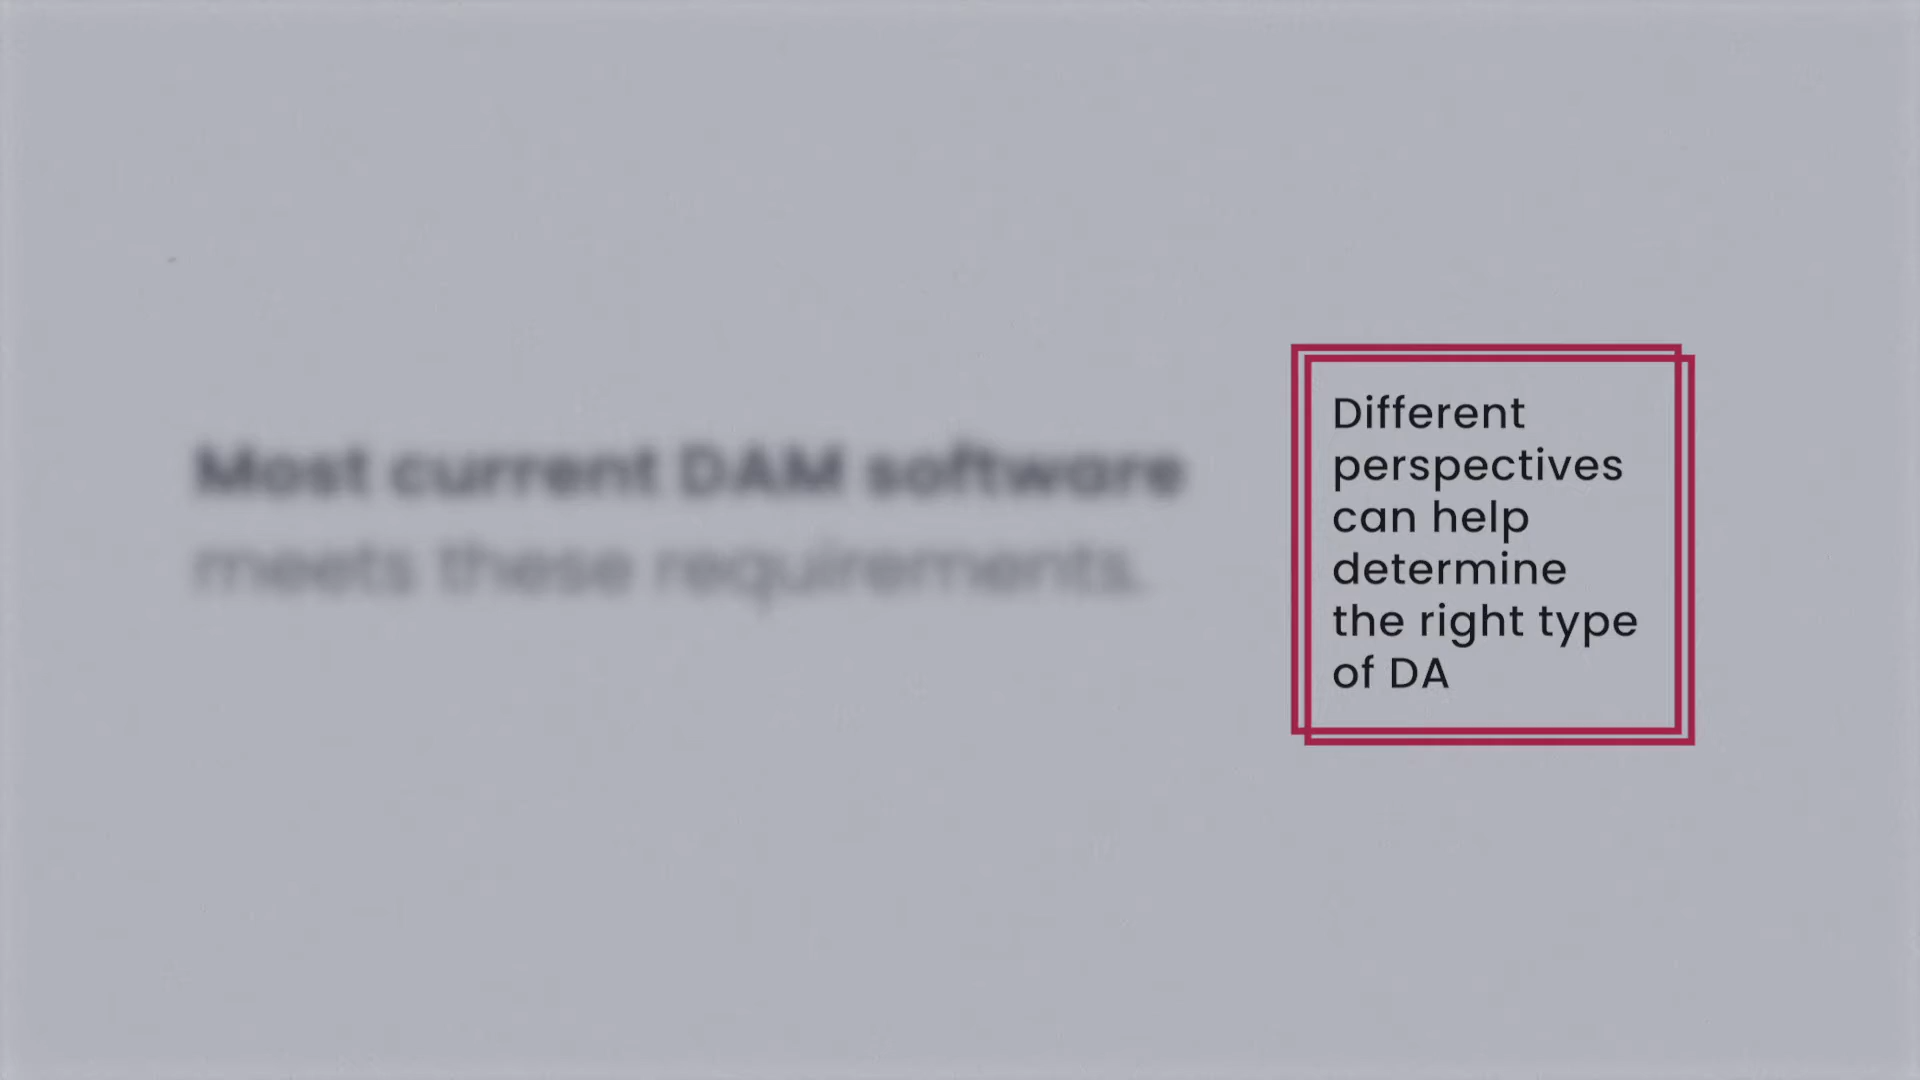 Most current DAM software
meets these requirements.
Different
perspectives
can help
determine
the right type
of DA